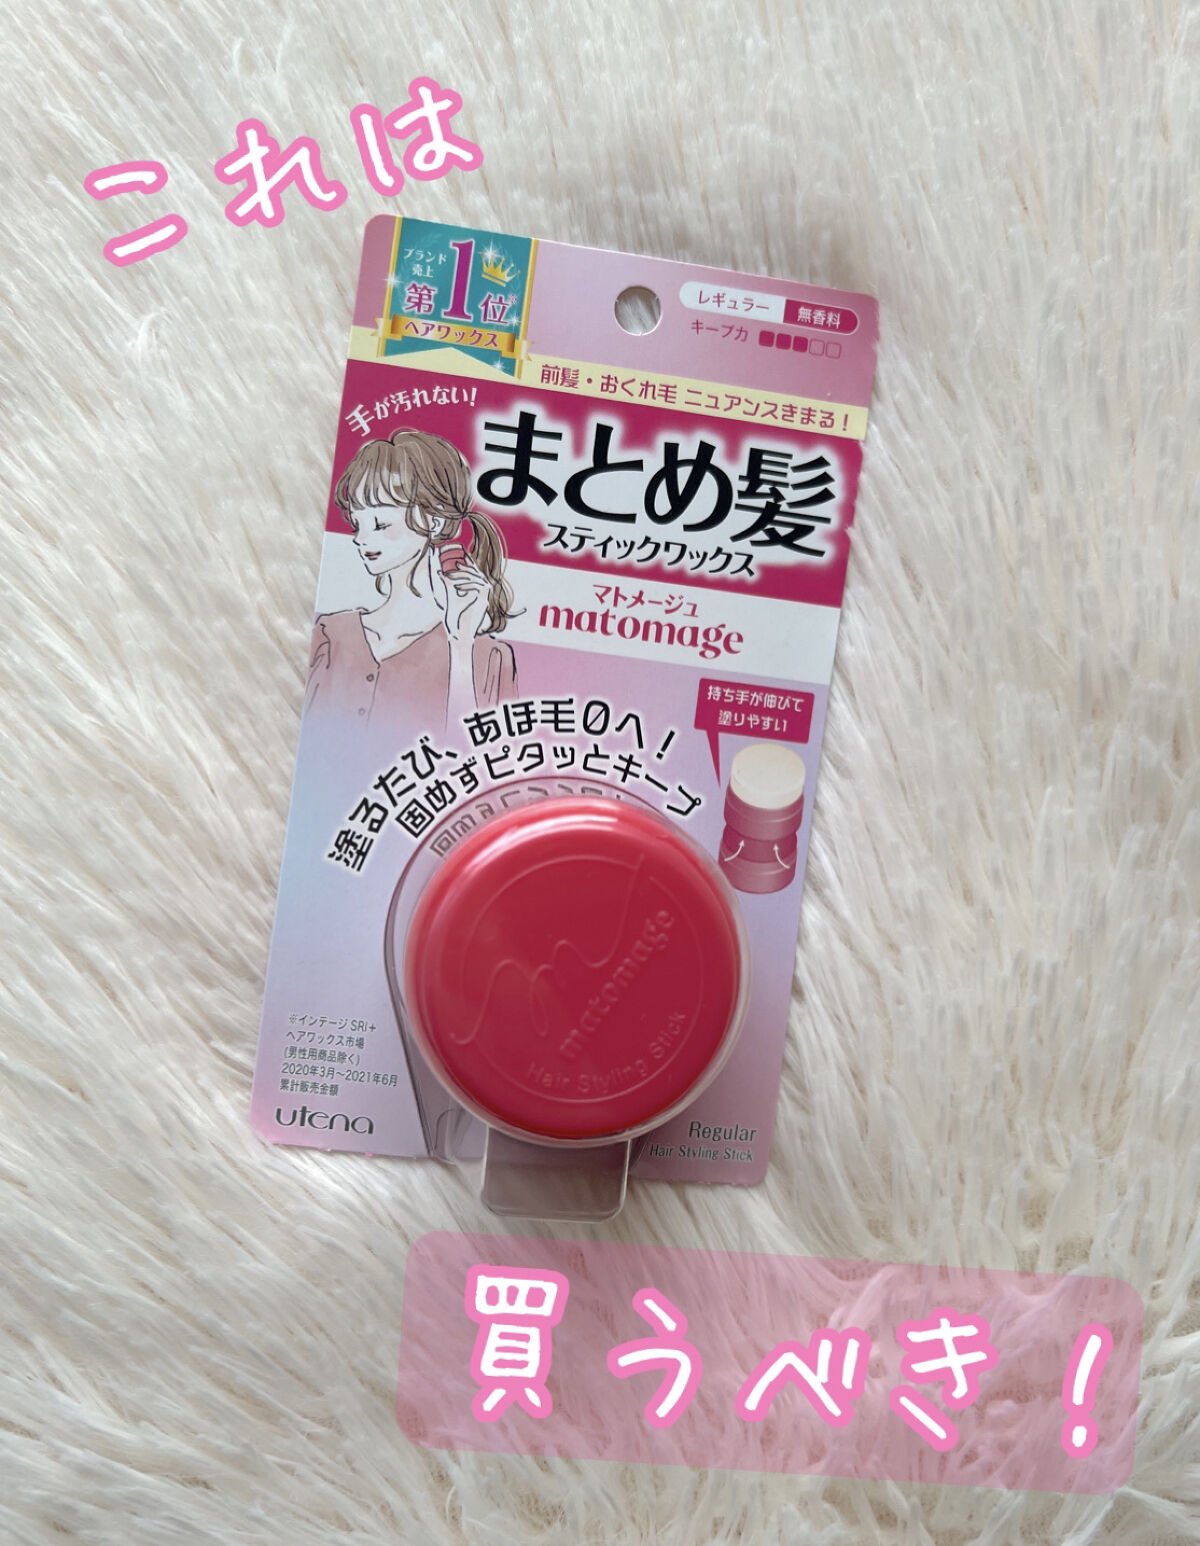 これは
ブランド
売上
第1位※
ヘアワックス
レギュラー 無香料
キープ力
前髪・おくれ毛 ニュアンスきまる!
手が汚れない!
まとめ髪
スティックワックス
マトメージュ
matomage
持ち手が伸びて
塗りやすい
塗るたび、あほ毛0へ!
固めずピタッとキープ
matomage
Hair Styling Stick
※インテージSRI+
ヘアワックス市場
(男性用商品除く)
2020年3月~2021年6月
累計販売金額
utena
Regular
Hair Styling Stick
買うべき!